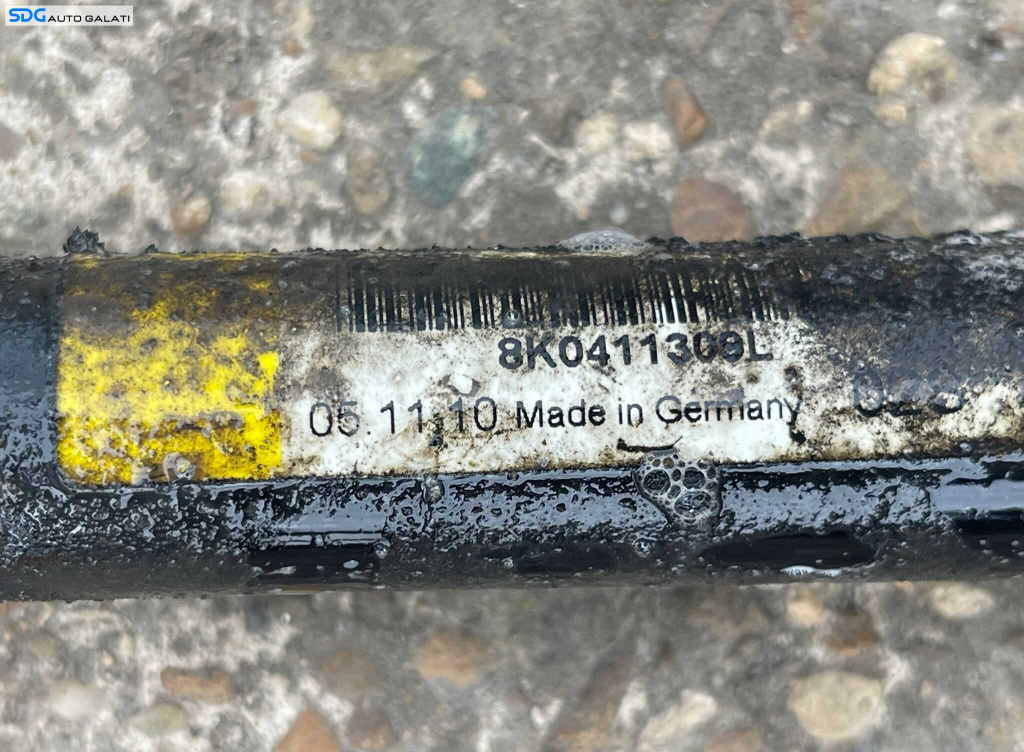 SDG AUTO GALATI
8K0411309L
05.11.10 Made in Germany